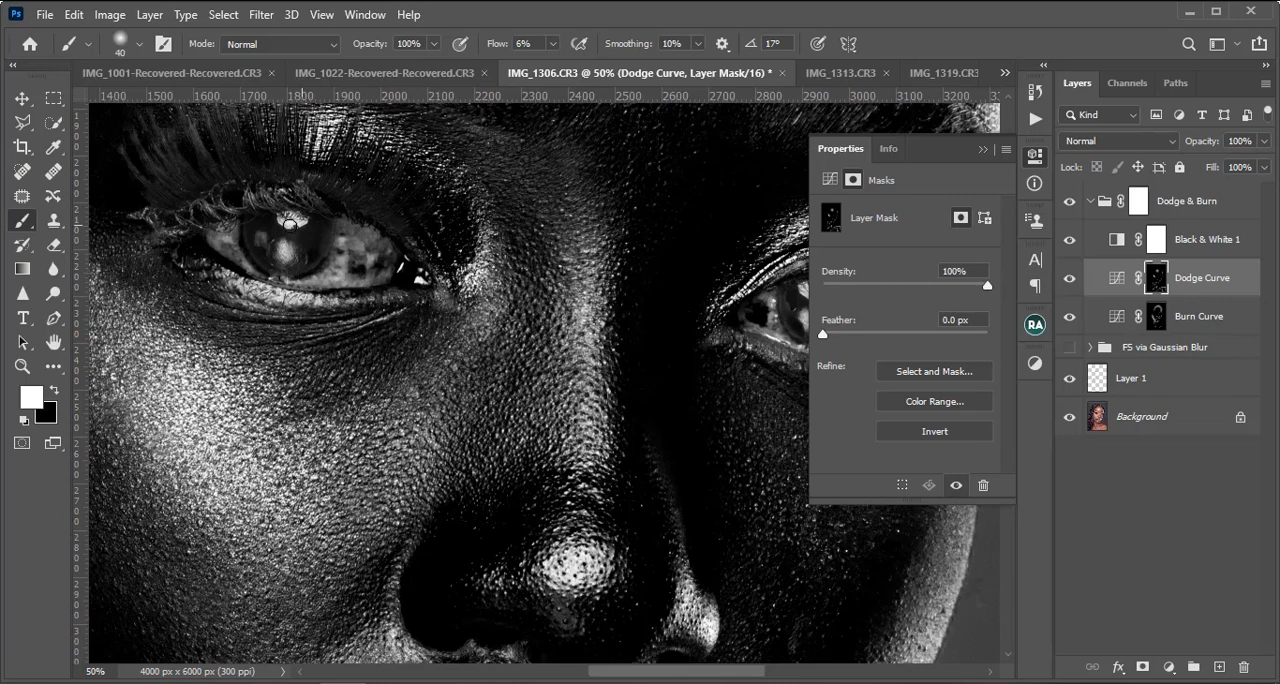 Ps File Edit Image Layer Type Select Filter 3D View Window Help
40 Mode: Normal Opacity: 100% Flow: 6% Smoothing: 10% 17°
IMG_1001-Recovered-Recovered.CR3 × IMG_1022-Recovered-Recovered.CR3 × IMG_1306.CR3 @ 50% (Dodge Curve, Layer Mask/16) * × IMG_1313.CR3 × IMG_1319.CR3
1400 1500 1600 1700 1800 1900 2000 2100 2200 2300 2400 2500 2600 2700 2800 2900 3000 3100 3200
Properties Info
Masks
Layer Mask
Density: 100%
Feather: 0.0 px
Refine: Select and Mask...
Color Range...
Invert
RA
Layers Channels Paths
Kind
Normal Opacity: 100%
Lock: Fill: 100%
Dodge & Burn
Black & White 1
Dodge Curve
Burn Curve
FS via Gaussian Blur
Layer 1
Background
50% 4000 px x 6000 px (300 ppi)
fx